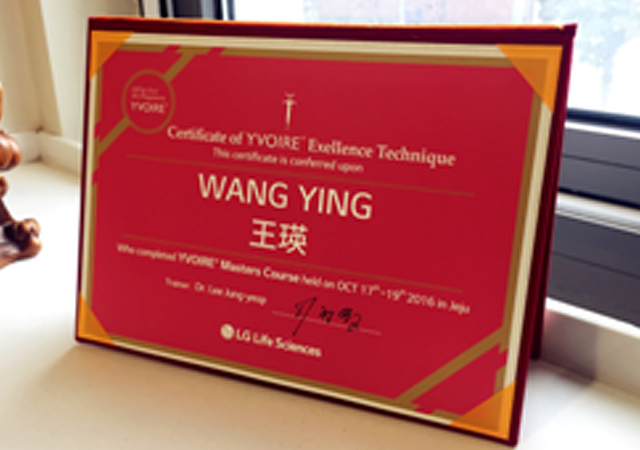 YVOIRE
Certificate of YVOIRE™ Exellence Technique
This certificate is conferred upon
WANG YING
王瑛
Who completed YVOIRE® Masters Course held on OCT 17th -19th 2016 in Jeju
Trainer : Dr. Lee Jung-yeop
LG Life Sciences